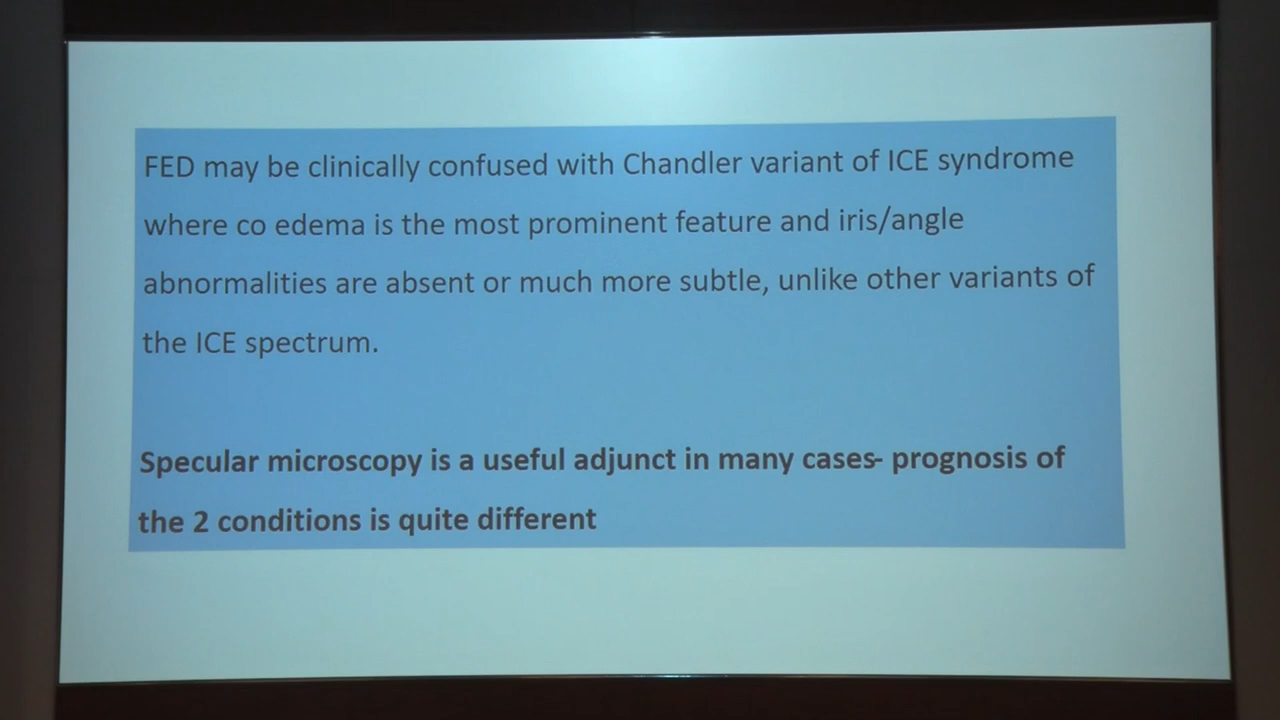 FED may be clinically confused with Chandler variant of ICE syndrome
where co edema is the most prominent feature and iris/angle
abnormalities are absent or much more subtle, unlike other variants of
the ICE spectrum.
Specular microscopy is a useful adjunct in many cases- prognosis of
the 2 conditions is quite different